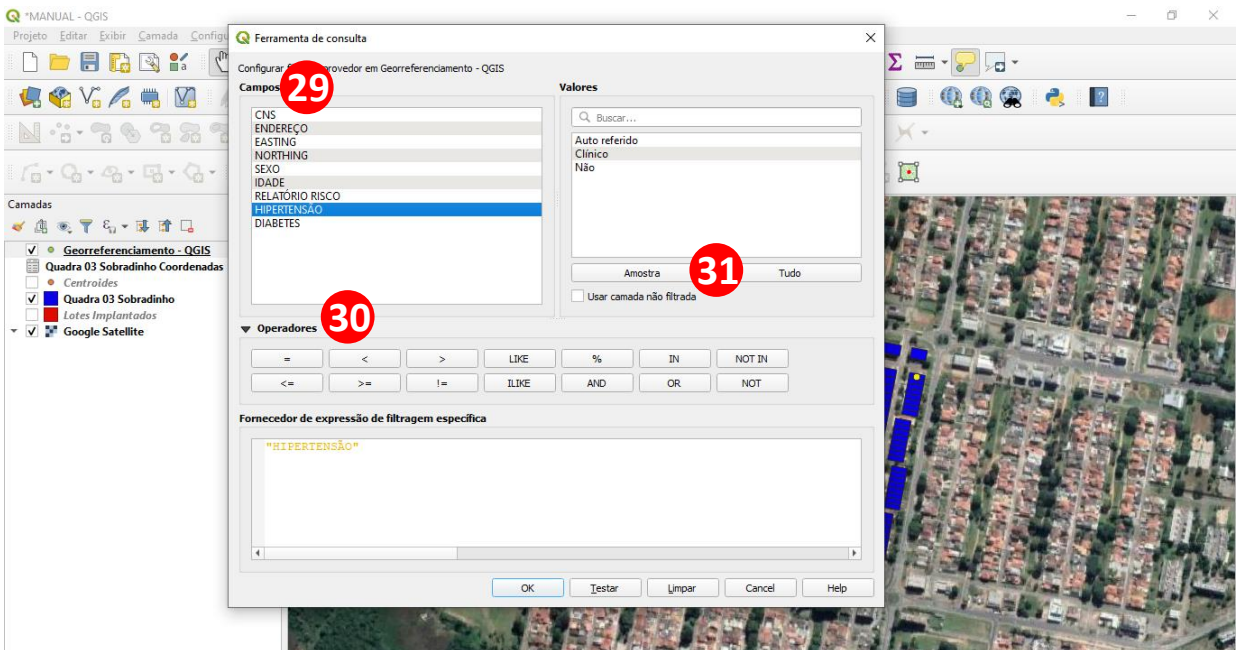 *MANUAL - QGIS
Projeto Editar Exibir Camada Configu
Ferramenta de consulta
Configurar provedor em Georreferenciamento - QGIS
Campos
29
Valores
CNS
ENDEREÇO
EASTING
NORTHING
SEXO
IDADE
RELATÓRIO RISCO
HIPERTENSÃO
DIABETES
Buscar...
Auto referido
Clínico
Não
Amostra
31
Tudo
Usar camada não filtrada
Camadas
Georreferenciamento - QGIS
Quadra 03 Sobradinho Coordenadas
Centroides
Quadra 03 Sobradinho
Lotes Implantados
Google Satellite
Operadores
30
= < > LIKE % IN NOT IN
<= >= != ILIKE AND OR NOT
Fornecedor de expressão de filtragem específica
"HIPERTENSÃO"
OK Testar Limpar Cancel Help